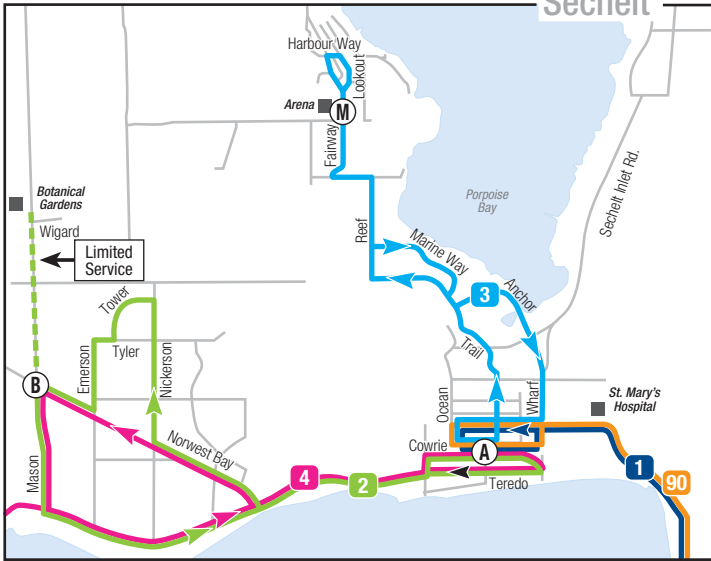 Sechelt
Harbour Way
Lookout
Arena
M
Fairway
Botanical
Gardens
Wigard
Limited
Service
Porpoise
Bay
Sechelt Inlet Rd.
Reef
Marine Way
Anchor
3
Tower
Tyler
Emerson
Nickerson
Trail
B
Ocean
Wharf
St. Mary's
Hospital
Norwest Bay
Cowrie
A
Mason
4
2
Teredo
1
90